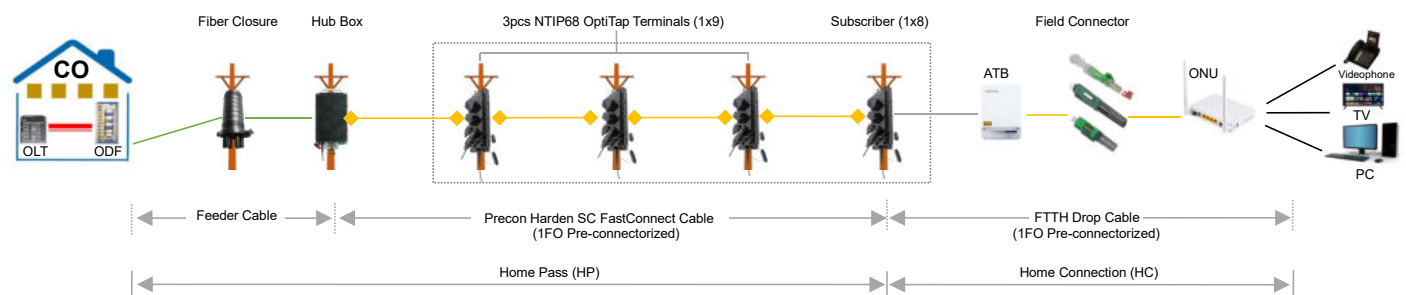 Fiber Closure
Hub Box
3pcs NTIP68 OptiTap Terminals (1x9)
Subscriber (1x8)
Field Connector
CO
OLT
ODF
ATB
ONU
Videophone
TV
PC
Feeder Cable
Precon Harden SC FastConnect Cable
(1FO Pre-connectorized)
FTTH Drop Cable
(1FO Pre-connectorized)
Home Pass (HP)
Home Connection (HC)